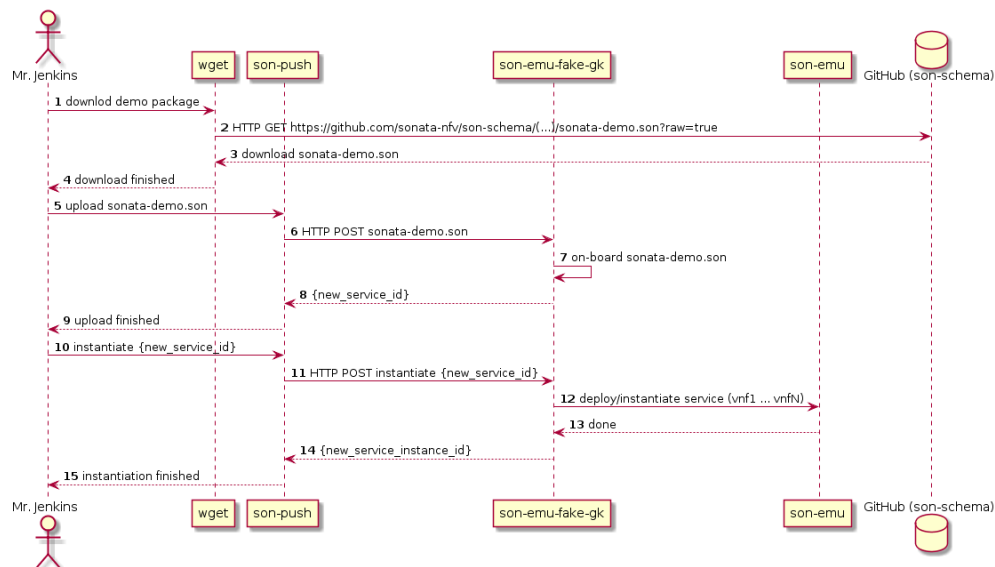 wget
son-push
son-emu-fake-gk
son-emu
Mr. Jenkins
GitHub (son-schema)
1 downlod demo package
2 HTTP GET https://github.com/sonata-nfv/son-schema/(...)/sonata-demo.son?raw=true
3 download sonata-demo.son
4 download finished
5 upload sonata-demo.son
6 HTTP POST sonata-demo.son
7 on-board sonata-demo.son
8 {new_service_id}
9 upload finished
10 instantiate {new_service_id}
11 HTTP POST instantiate {new_service_id}
12 deploy/instantiate service (vnf1 ... vnfN)
13 done
14 {new_service_instance_id}
15 instantiation finished
Mr. Jenkins
GitHub (son-schema)
wget
son-push
son-emu-fake-gk
son-emu